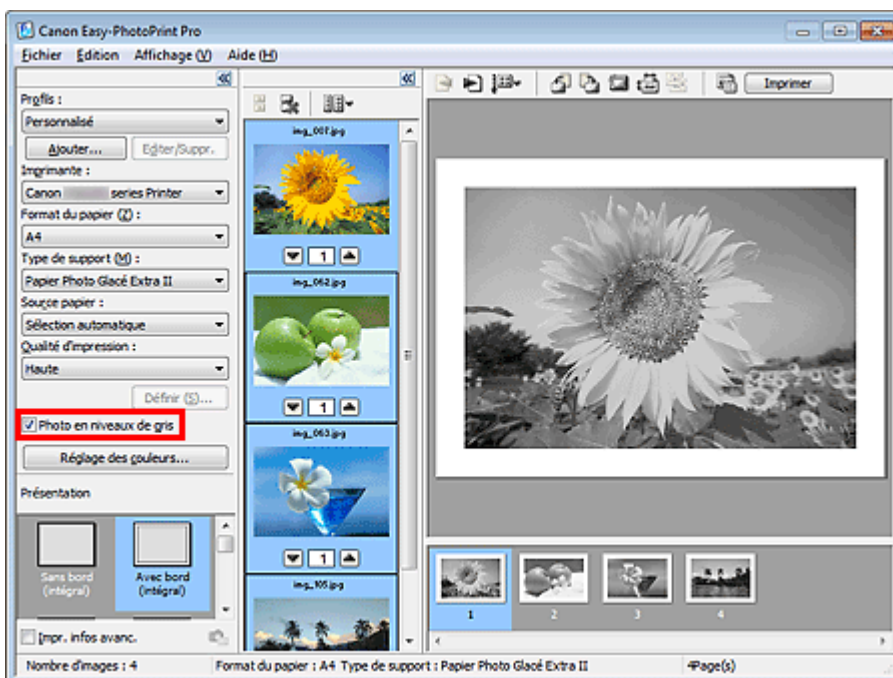 Canon Easy-PhotoPrint Pro
Fichier Édition Affichage (V) Aide (H)
Profils :
Personnalisé
Ajouter... Editer/Suppr.
Imprimante :
Canon series Printer
Format du papier (Z) :
A4
Type de support (M) :
Papier Photo Glacé Extra II
Source papier :
Sélection automatique
Qualité d'impression :
Haute
Définir (S)...
Photo en niveaux de gris
Réglage des couleurs...
Présentation
Sans bord
(intégral)
Avec bord
(intégral)
Impr. infos avanc.
img_001.jpg
1
img_062.jpg
1
img_063.jpg
1
img_105.jpg
Imprimer
1 2 3 4
Nombre d'images : 4 Format du papier : A4 Type de support : Papier Photo Glacé Extra II 4Page(s)